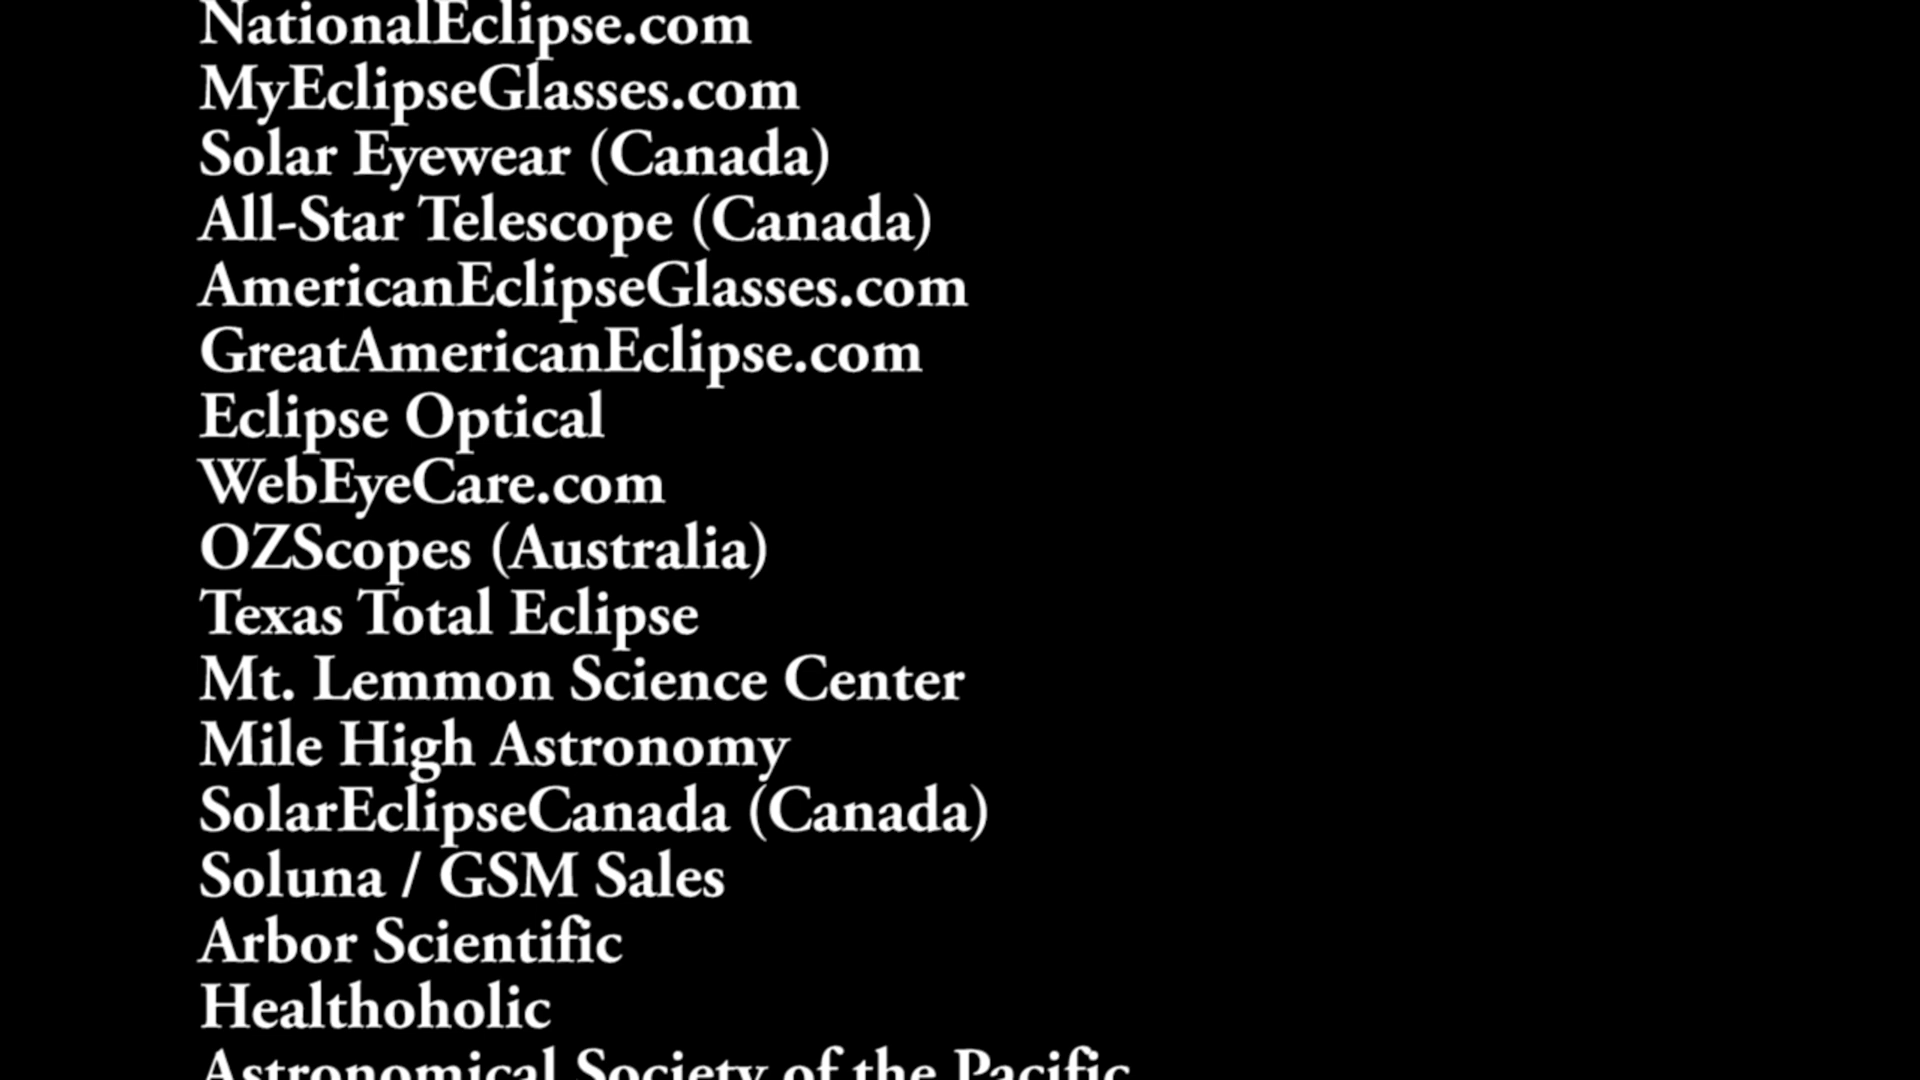 NationalEclipse.com
MyEclipseGlasses.com
Solar Eyewear (Canada)
All-Star Telescope (Canada)
AmericanEclipseGlasses.com
GreatAmericanEclipse.com
Eclipse Optical
WebEyeCare.com
OZScopes (Australia)
Texas Total Eclipse
Mt. Lemmon Science Center
Mile High Astronomy
SolarEclipseCanada (Canada)
Soluna / GSM Sales
Arbor Scientific
Healthoholic
Astronomical Society of the Pacific